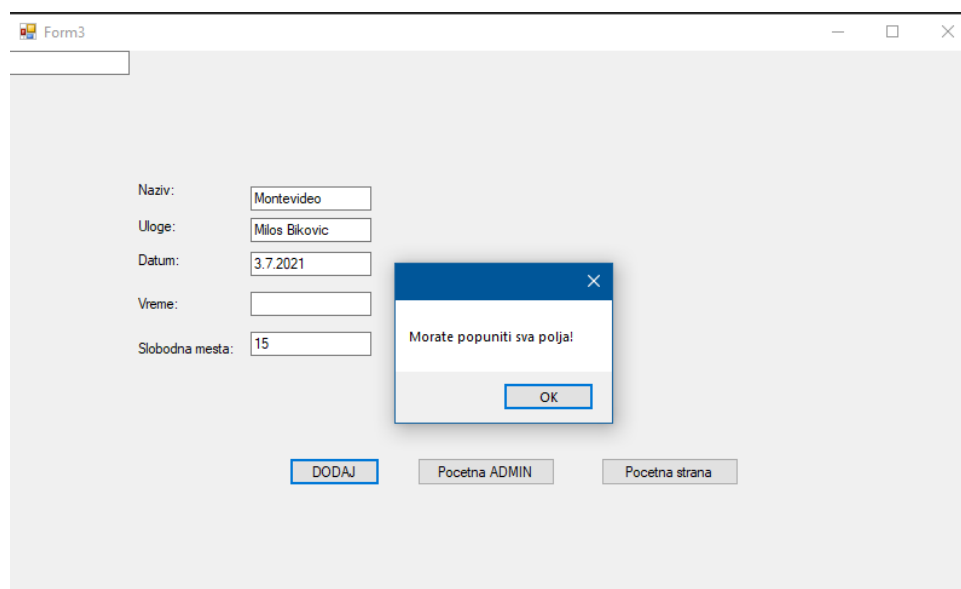 Form3
Naziv:
Montevideo
Uloge:
Milos Bikovic
Datum:
3.7.2021
Vreme:
Slobodna mesta:
15
Morate popuniti sva polja!
OK
DODAJ
Pocetna ADMIN
Pocetna strana